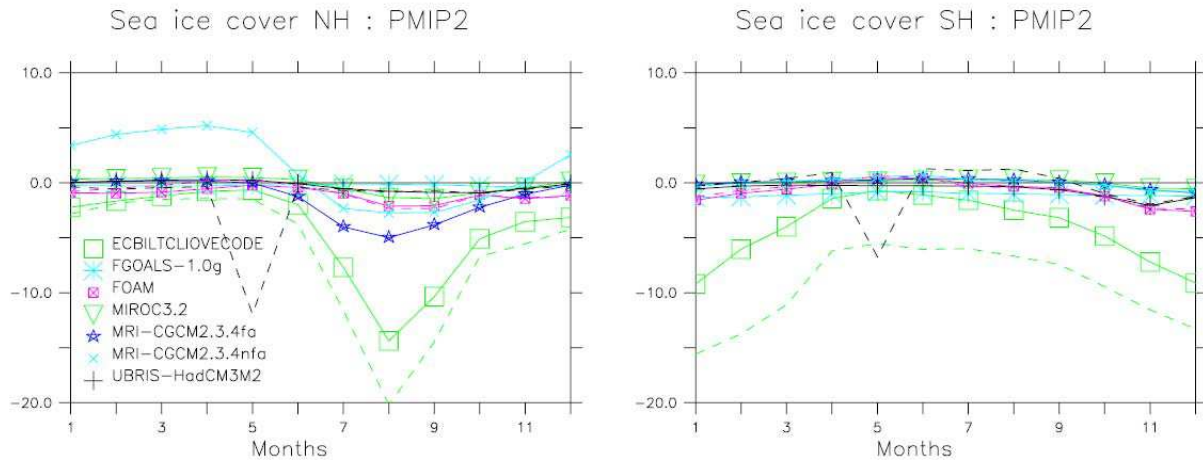 Sea ice cover NH : PMIP2
10.0
0.0
-10.0
-20.0
ECBILTCLIOVECODE
FGOALS-1.0g
FOAM
MIROC3.2
MRI-CGCM2.3.4fa
MRI-CGCM2.3.4nfa
UBRIS-HadCM3M2
1 3 5 7 9 11
Months
Sea ice cover SH : PMIP2
10.0
0.0
-10.0
-20.0
1 3 5 7 9 11
Months